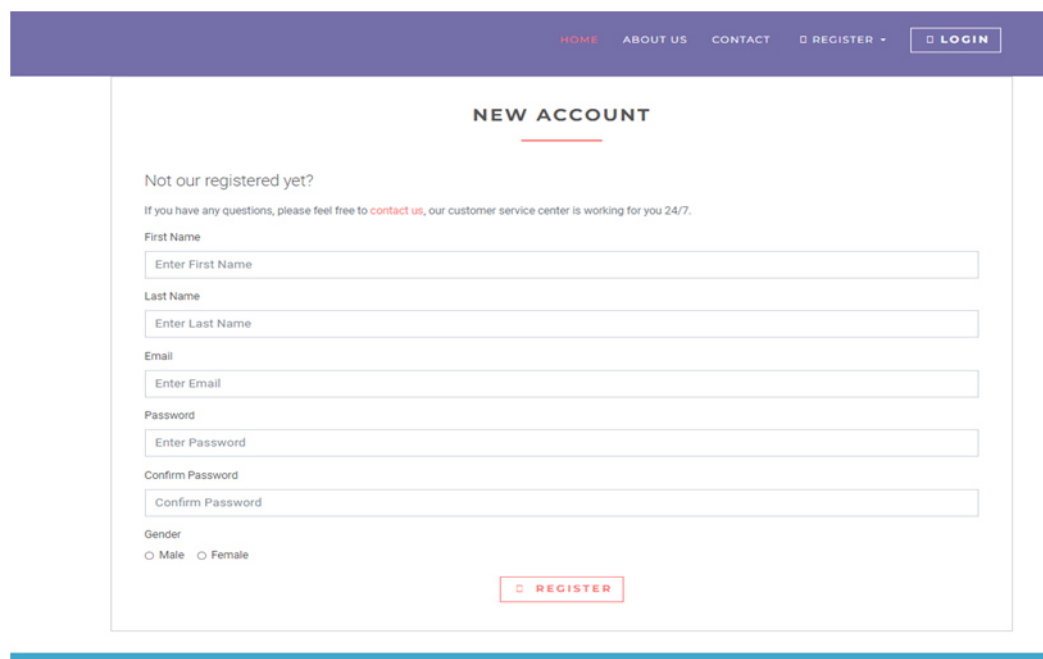 HOME ABOUT US CONTACT REGISTER LOGIN
NEW ACCOUNT
Not our registered yet?
If you have any questions, please feel free to contact us, our customer service center is working for you 24/7.
First Name
Enter First Name
Last Name
Enter Last Name
Email
Enter Email
Password
Enter Password
Confirm Password
Confirm Password
Gender
Male Female
REGISTER